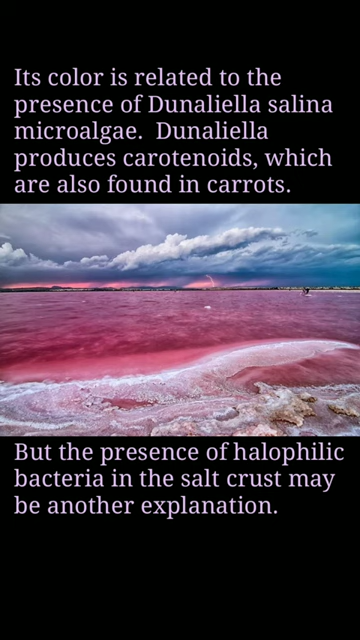 Its color is related to the
presence of Dunaliella salina
microalgae.  Dunaliella
produces carotenoids, which
are also found in carrots.
But the presence of halophilic
bacteria in the salt crust may
be another explanation.